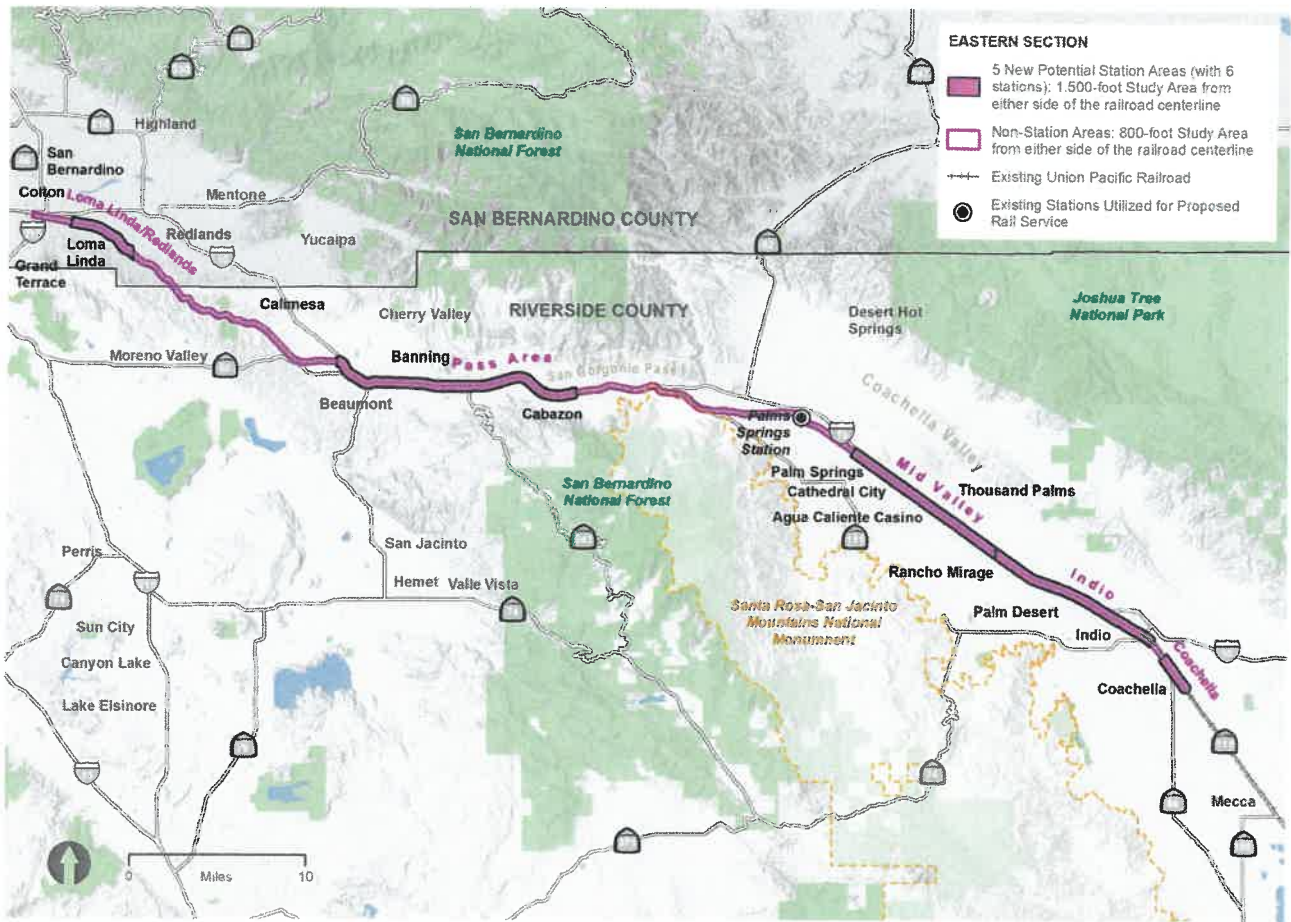 EASTERN SECTION
5 New Potential Station Areas (with 6
stations): 1.500-foot Study Area from
either side of the railroad centerline
Non-Station Areas: 800-foot Study Area
from either side of the railroad centerline
Existing Union Pacific Railroad
Existing Stations Utilized for Proposed
Rail Service
Highland
San Bernardino
National Forest
San
Bernardino
Colton
Loma Linda/Redlands
Mentone
SAN BERNARDINO COUNTY
Redlands
Yucaipa
Loma
Linda
Grand
Terrace
Calimesa
Cherry Valley
RIVERSIDE COUNTY
Desert Hot
Springs
Joshua Tree
National Park
Moreno Valley
Banning
Pass Area
San Gorgonio Pass
Beaumont
Cabazon
Coachella Valley
Palms
Springs
Station
Mid Valley
Palm Springs
Thousand Palms
Cathedral City
San Bernardino
National Forest
Agua Caliente Casino
San Jacinto
Perris
Hemet
Valle Vista
Rancho Mirage
Indio
Santa Rosa-San Jacinto
Mountains National
Monumnent
Palm Desert
Sun City
Indio
Canyon Lake
Coachella
Coachella
Lake Elsinore
Mecca
0
Miles
10